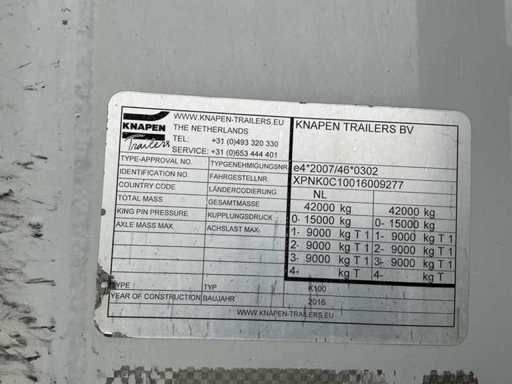 KNAPEN
Trailers
WWW.KNAPEN-TRAILERS.EU
THE NETHERLANDS
TEL: +31 (0)493 320 330
SERVICE: +31 (0)653 444 401
KNAPEN TRAILERS BV
TYPE-APPROVAL NO. TYPGENEHMIGUNGSNR. e4*2007/46*0302
IDENTIFICATION NO. FAHRGESTELLNR. XPNK0C10016009277
COUNTRY CODE LÄNDERCODIERUNG NL
TOTAL MASS GESAMTMASSE 42000 kg 42000 kg
KING PIN PRESSURE KUPPLUNGSDRUCK 0- 15000 kg 0- 15000 kg
AXLE MASS MAX. ACHSLAST MAX. 1- 9000 kg T 1 1- 9000 kg T 1
2- 9000 kg T 1 2- 9000 kg T 1
3- 9000 kg T 1 3- 9000 kg T 1
4- kg T 4- kg T
TYPE TYP K100
YEAR OF CONSTRUCTION BAUJAHR 2016
WWW.KNAPEN-TRAILERS.EU